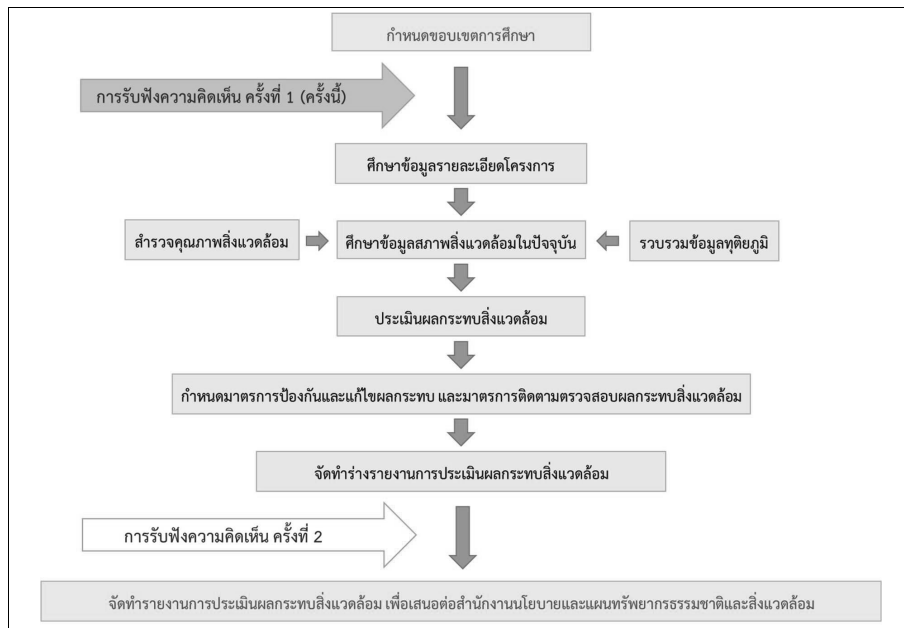 กำหนดขอบเขตการศึกษา
การรับฟังความคิดเห็น ครั้งที่ 1 (ครั้งนี้)
ศึกษาข้อมูลรายละเอียดโครงการ
สำรวจคุณภาพสิ่งแวดล้อม
ศึกษาข้อมูลสภาพสิ่งแวดล้อมในปัจจุบัน
รวบรวมข้อมูลทุติยภูมิ
ประเมินผลกระทบสิ่งแวดล้อม
กำหนดมาตรการป้องกันและแก้ไขผลกระทบ และมาตรการติดตามตรวจสอบผลกระทบสิ่งแวดล้อม
จัดทำร่างรายงานการประเมินผลกระทบสิ่งแวดล้อม
การรับฟังความคิดเห็น ครั้งที่ 2
จัดทำรายงานการประเมินผลกระทบสิ่งแวดล้อม เพื่อเสนอต่อสำนักงานนโยบายและแผนทรัพยากรธรรมชาติและสิ่งแวดล้อม